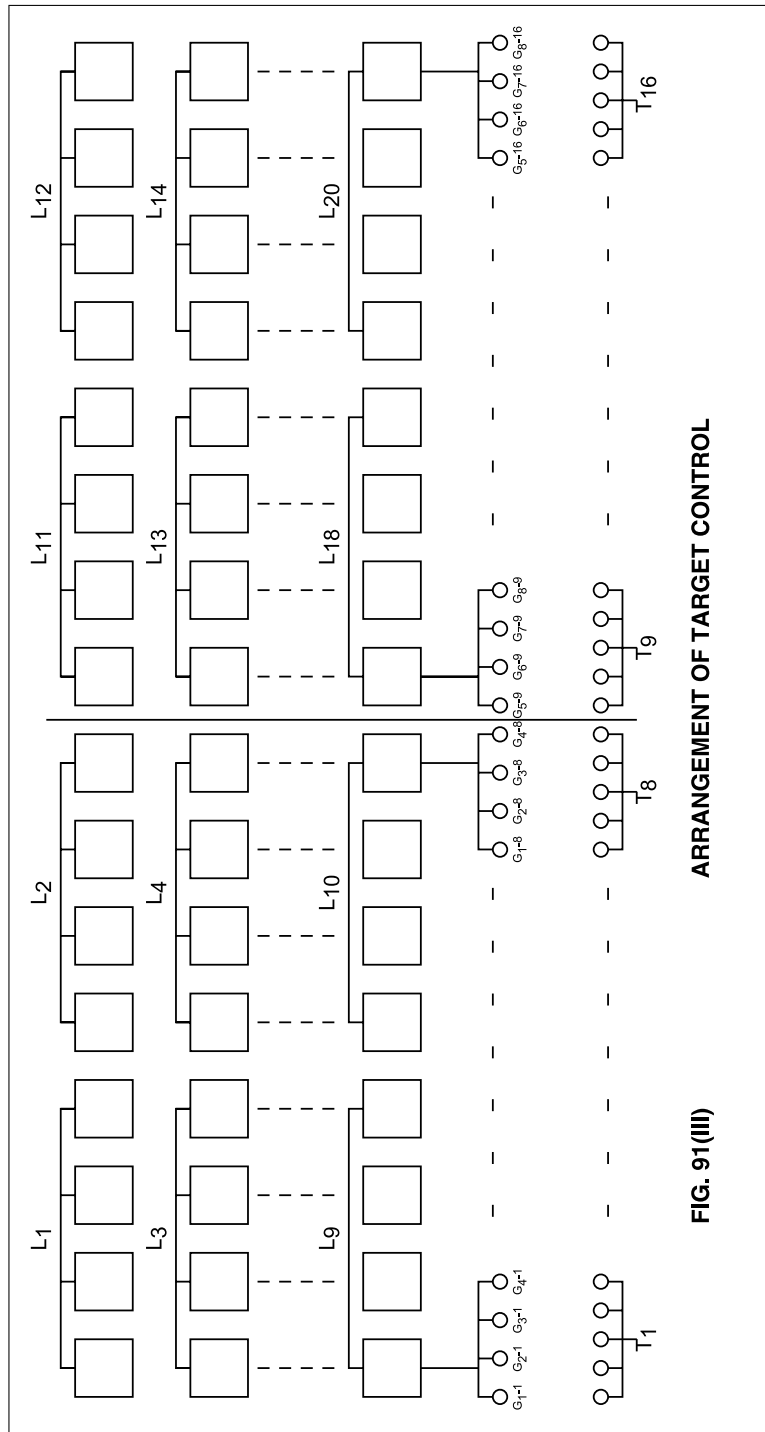 L1 L2 L11 L12
L3 L4 L13 L14
L9 L10 L18 L20
G1-1 G2-1 G3-1 G4-1 G1-8 G2-8 G3-8 G4-8 G5-9 G6-9 G7-9 G8-9 G5-16 G6-16 G7-16 G8-16
T1 T8 T9 T16
FIG. 91(III) ARRANGEMENT OF TARGET CONTROL